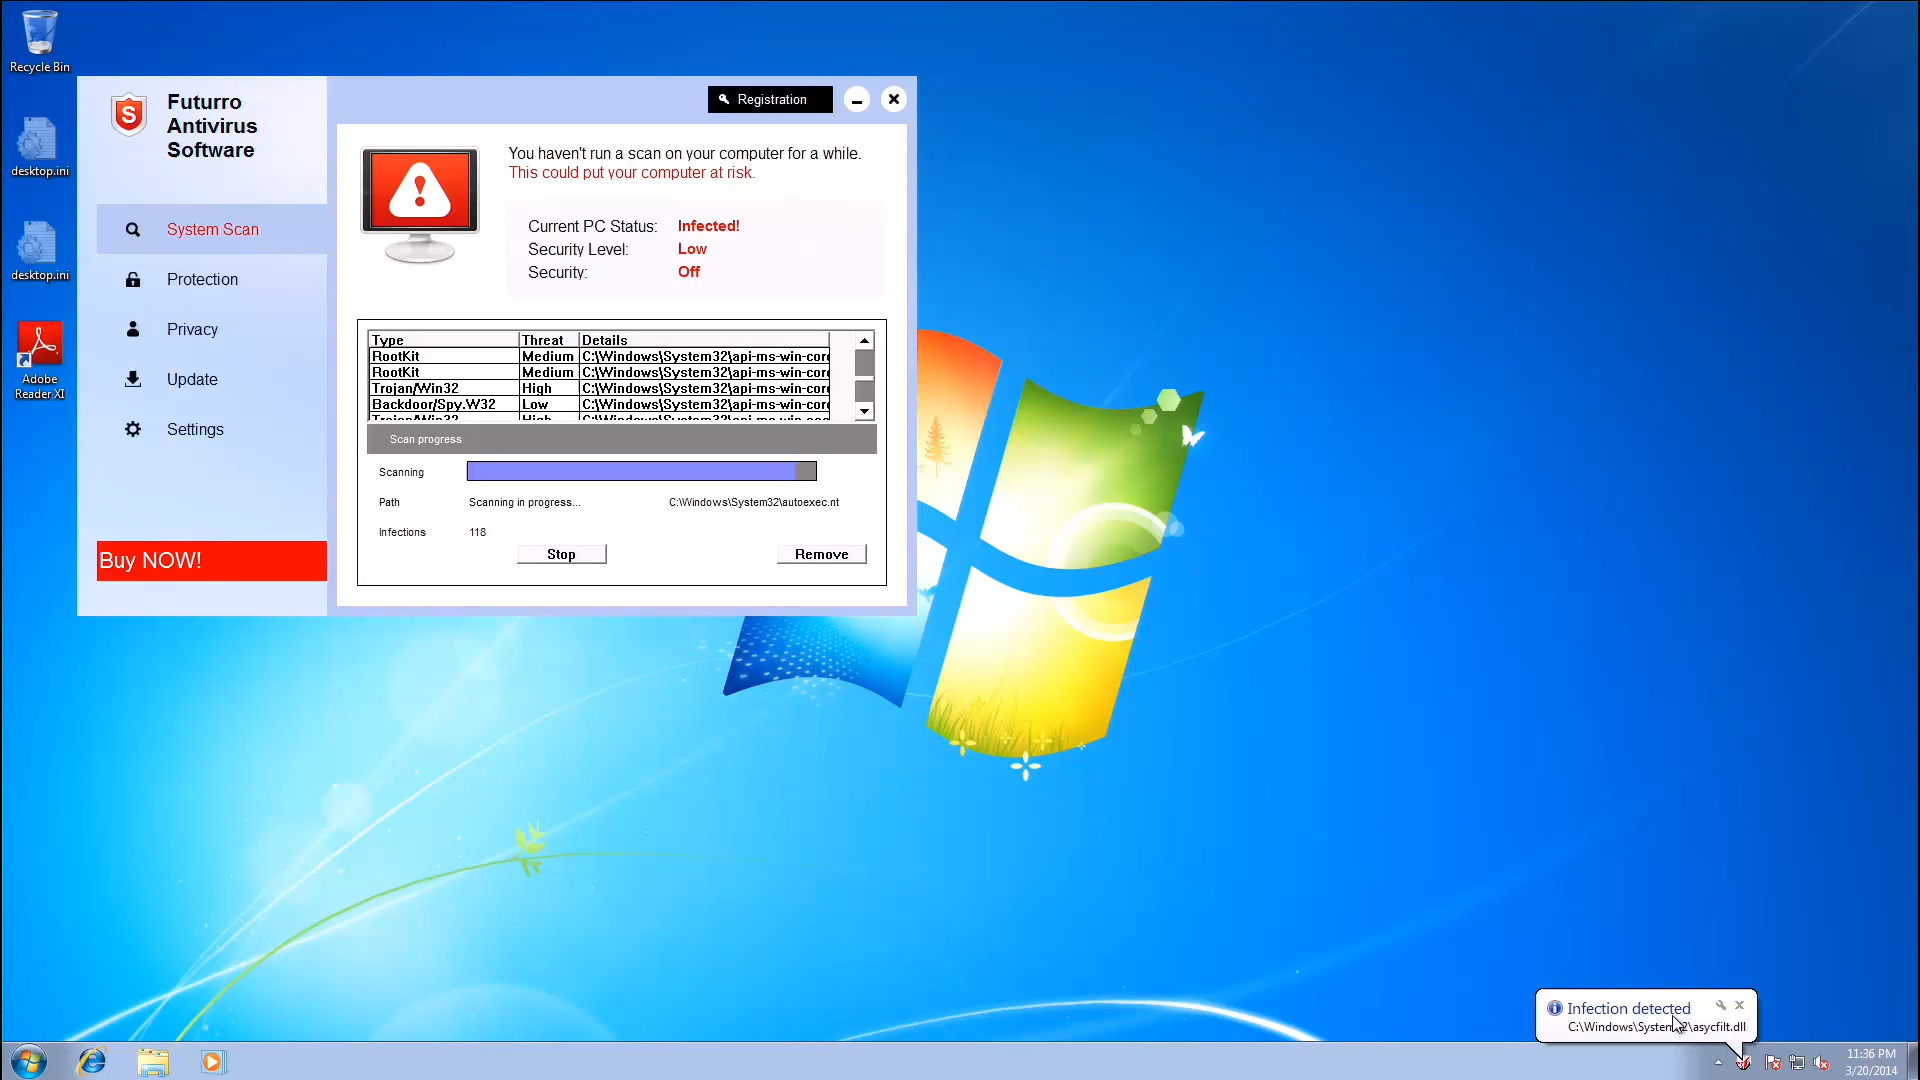 Recycle Bin
desktop.ini
desktop.ini
Adobe
Reader XI
Futurro
Antivirus
Software
System Scan
Protection
Privacy
Update
Settings
Buy NOW!
Registration
You haven't run a scan on your computer for a while.
This could put your computer at risk.
Current PC Status: Infected!
Security Level: Low
Security: Off
Type Threat Details
RootKit Medium C:\Windows\System32\api-ms-win-core
RootKit Medium C:\Windows\System32\api-ms-win-core
Trojan/Win32 High C:\Windows\System32\api-ms-win-core
Backdoor/Spy.W32 Low C:\Windows\System32\api-ms-win-core
Trojan/Win32 High
Scan progress
Scanning
Path Scanning in progress... C:\Windows\System32\autoexec.nt
Infections 118
Stop Remove
Infection detected
C:\Windows\System32\asycfilt.dll
11:36 PM
3/20/2014